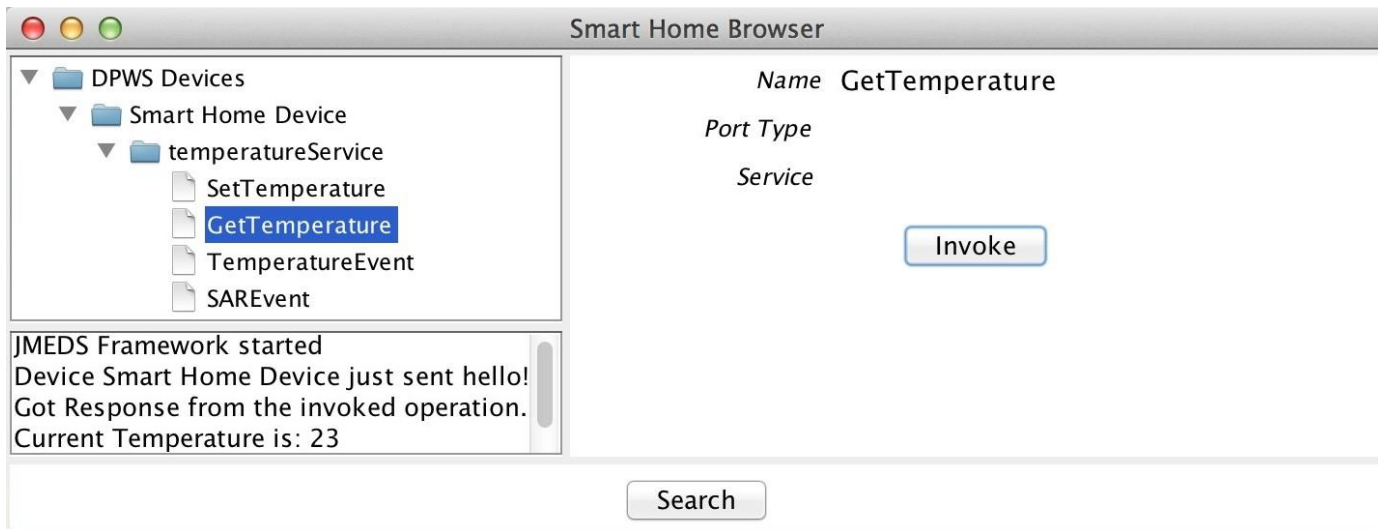 Smart Home Browser
DPWS Devices
Smart Home Device
temperatureService
SetTemperature
GetTemperature
TemperatureEvent
SAREvent
JMEDS Framework started
Device Smart Home Device just sent hello!
Got Response from the invoked operation.
Current Temperature is: 23
Name GetTemperature
Port Type
Service
Invoke
Search